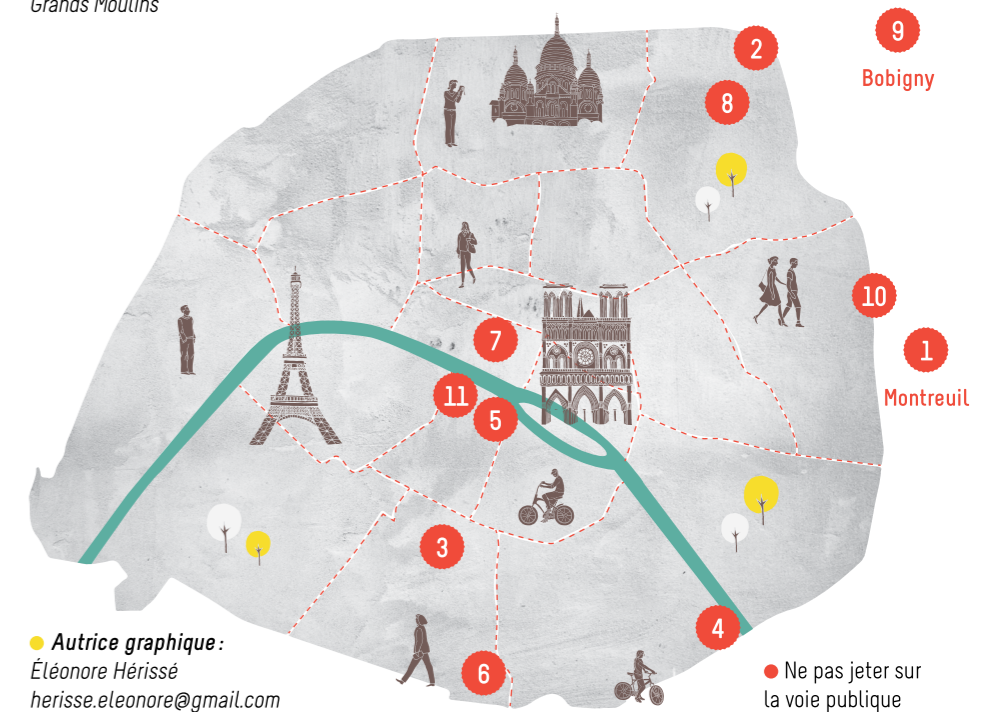 Grands Moulins
2
9
Bobigny
8
10
7
1
Montreuil
11
5
3
4
6
Autrice graphique :
Éléonore Hérissé
herisse.eleonore@gmail.com
Ne pas jeter sur
la voie publique